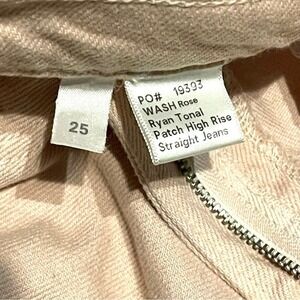 25
PO# 19393
WASH Rose
Ryan Tonal
Patch High Rise
Straight Jeans